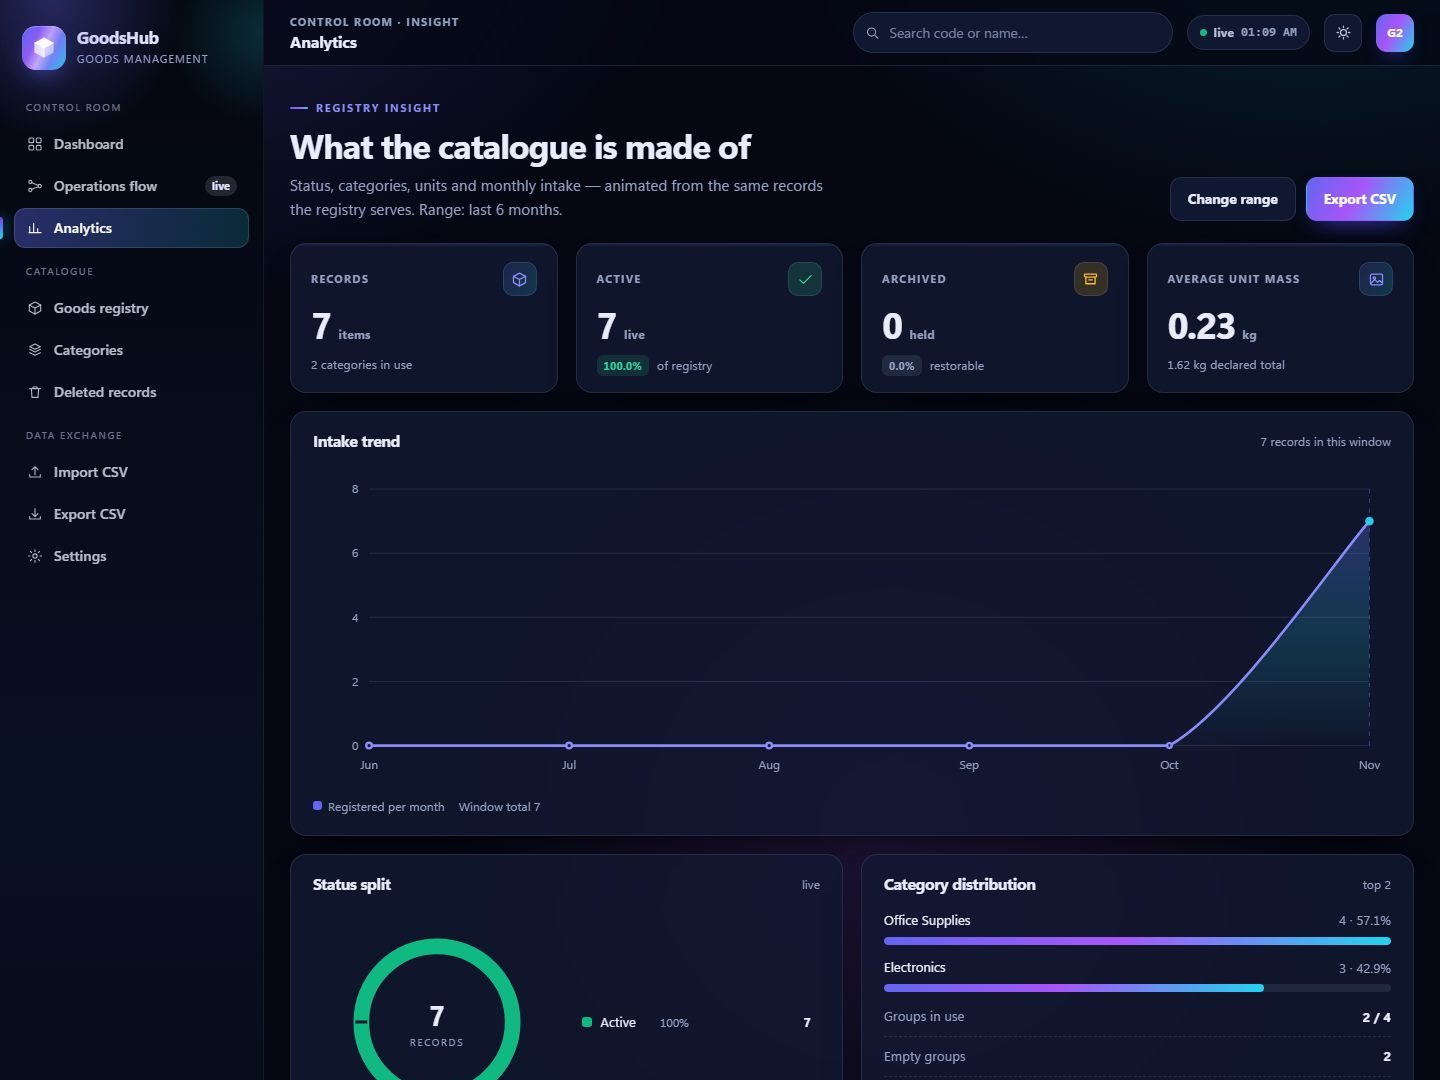 GoodsHub
GOODS MANAGEMENT
CONTROL ROOM
Dashboard
Operations flow live
Analytics
CATALOGUE
Goods registry
Categories
Deleted records
DATA EXCHANGE
Import CSV
Export CSV
Settings
CONTROL ROOM · INSIGHT
Analytics
Search code or name...
live 01:09 AM
G2
REGISTRY INSIGHT
What the catalogue is made of
Status, categories, units and monthly intake — animated from the same records
the registry serves. Range: last 6 months.
Change range
Export CSV
RECORDS
7 items
2 categories in use
ACTIVE
7 live
100.0% of registry
ARCHIVED
0 held
0.0% restorable
AVERAGE UNIT MASS
0.23 kg
1.62 kg declared total
Intake trend
7 records in this window
8
6
4
2
0
Jun Jul Aug Sep Oct Nov
Registered per month Window total 7
Status split
live
7
RECORDS
Active 100% 7
Category distribution
top 2
Office Supplies 4 · 57.1%
Electronics 3 · 42.9%
Groups in use 2 / 4
Empty groups 2